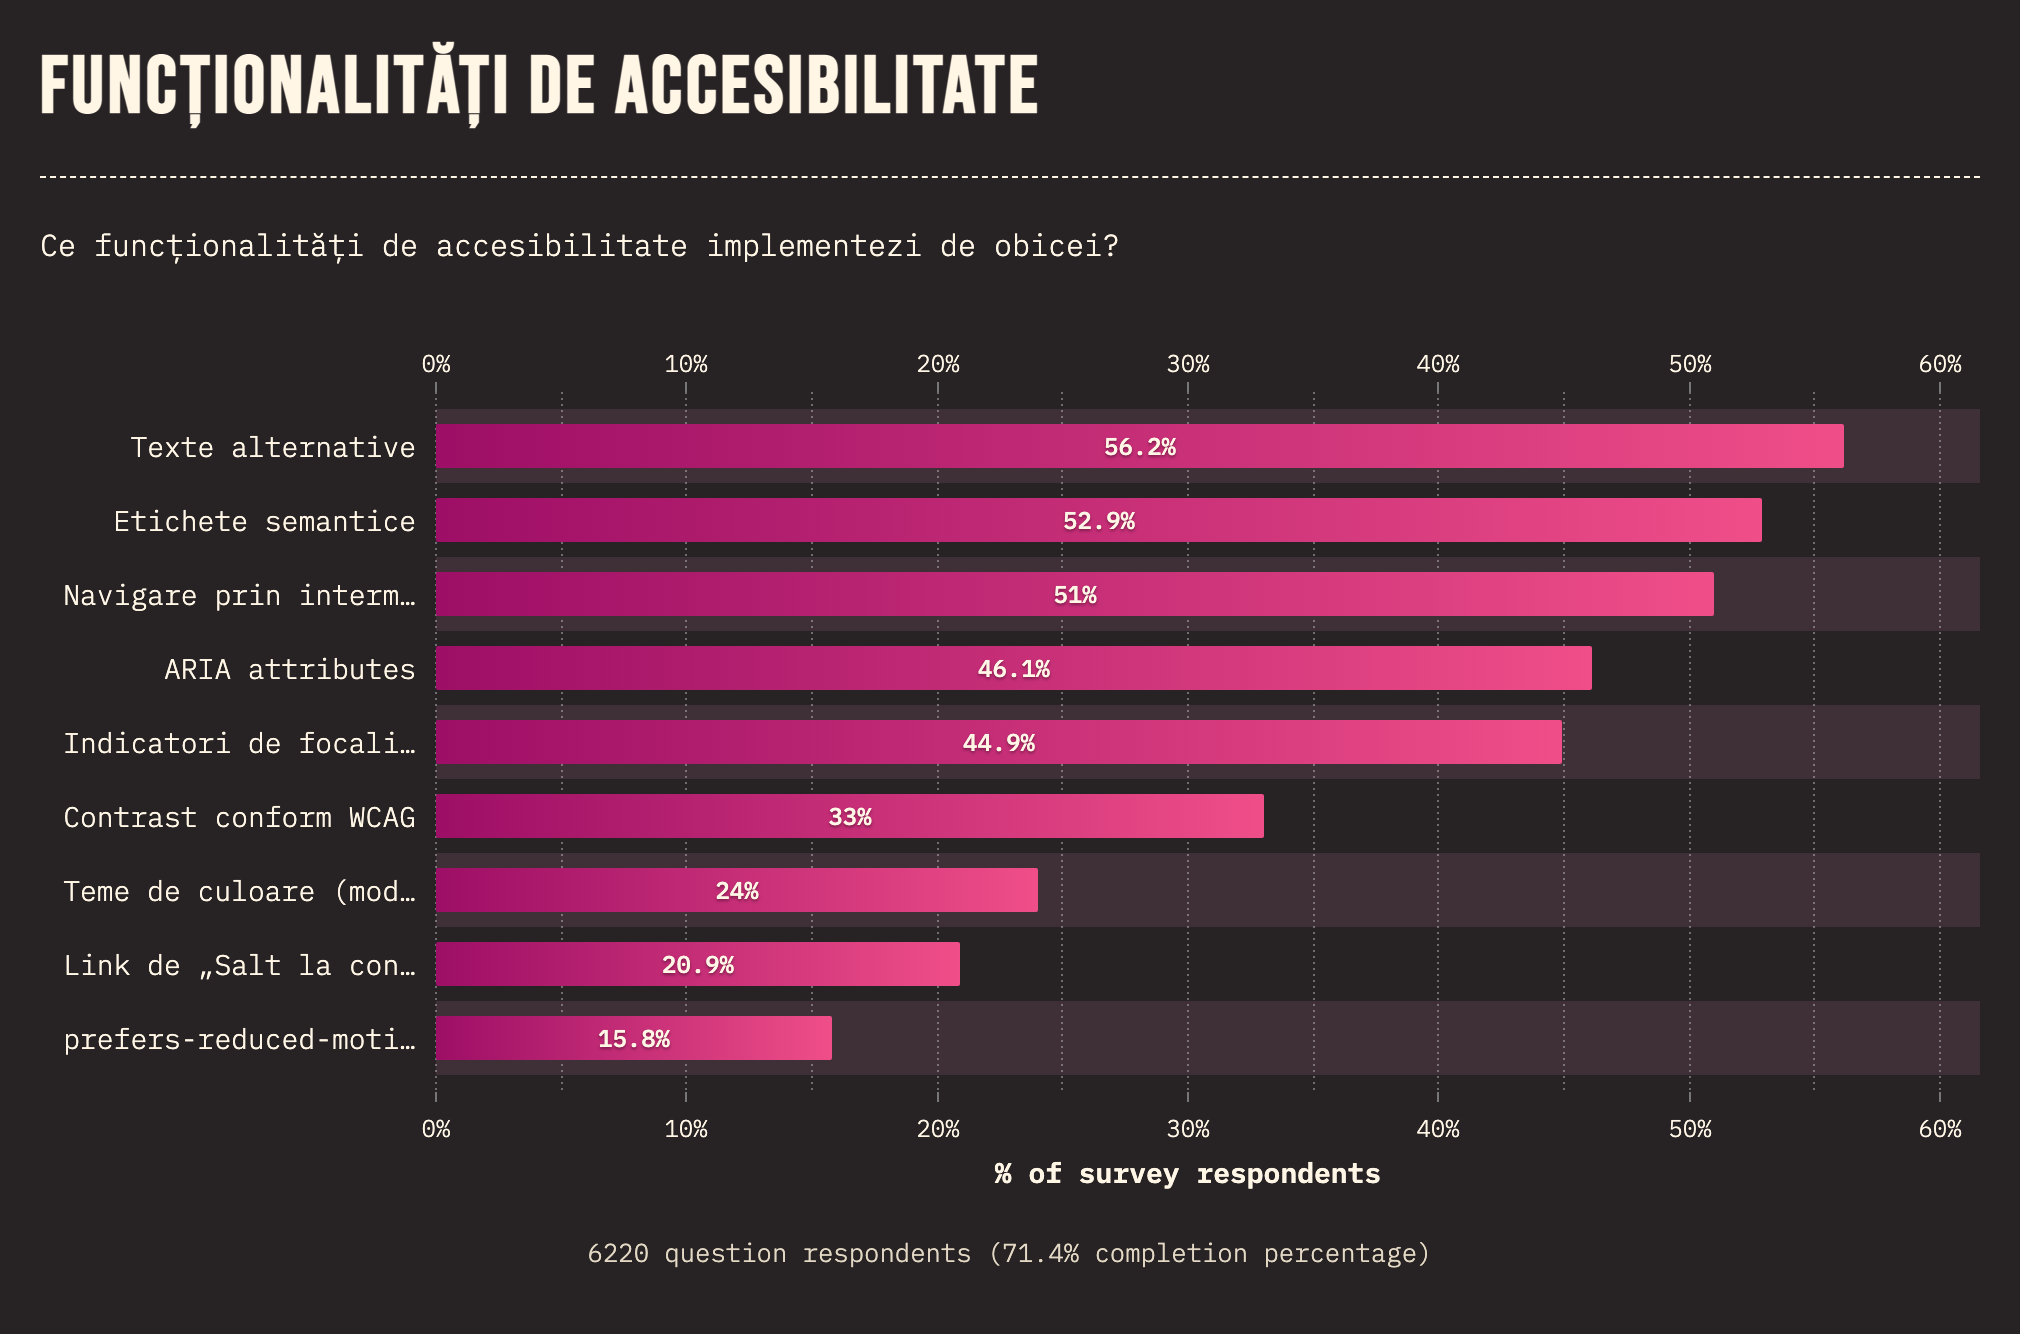 FUNCȚIONALITĂȚI DE ACCESIBILITATE
Ce funcționalități de accesibilitate implementezi de obicei?
0% 10% 20% 30% 40% 50% 60%
Texte alternative 56.2%
Etichete semantice 52.9%
Navigare prin interm… 51%
ARIA attributes 46.1%
Indicatori de focali… 44.9%
Contrast conform WCAG 33%
Teme de culoare (mod… 24%
Link de „Salt la con… 20.9%
prefers-reduced-moti… 15.8%
0% 10% 20% 30% 40% 50% 60%
% of survey respondents
6220 question respondents (71.4% completion percentage)